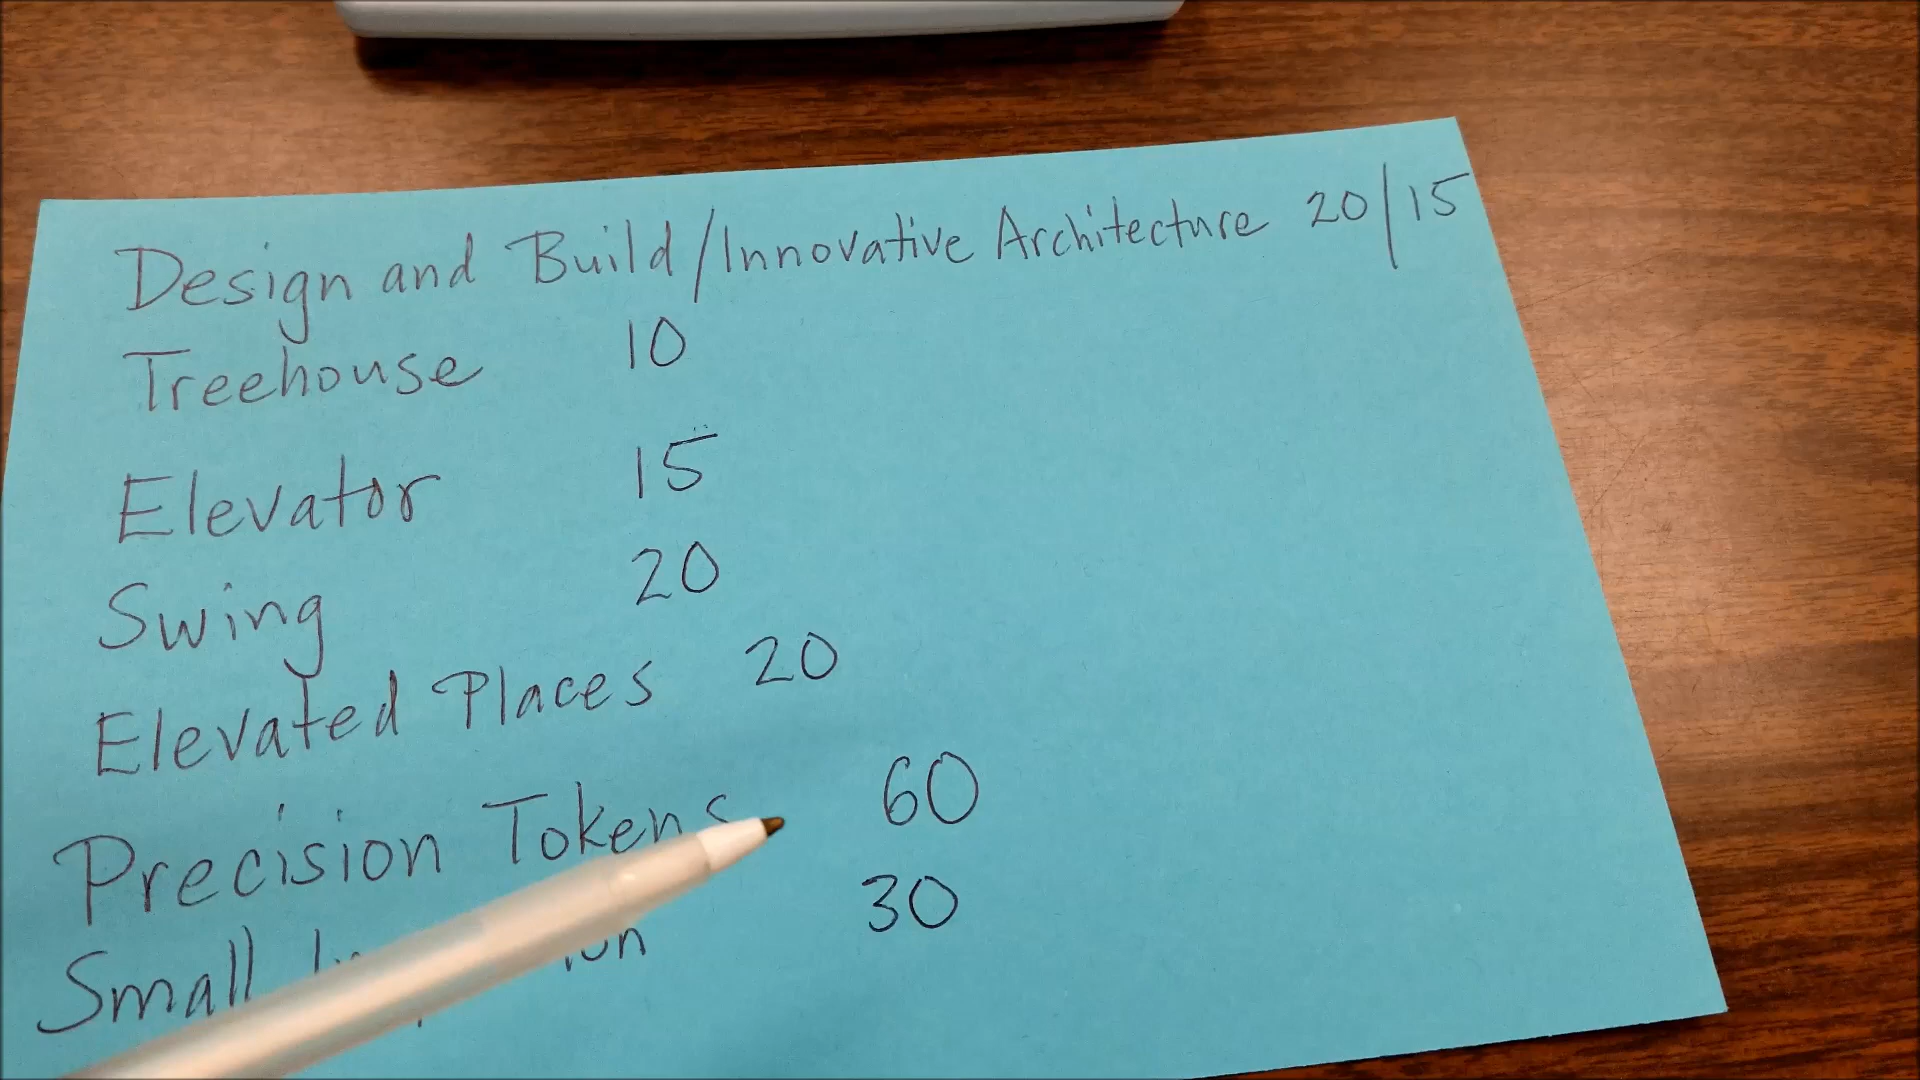 Design and Build/Innovative Architecture 20/15
Treehouse 10
Elevator 15
Swing 20
Elevated Places 20
Precision Tokens 60
Small 30